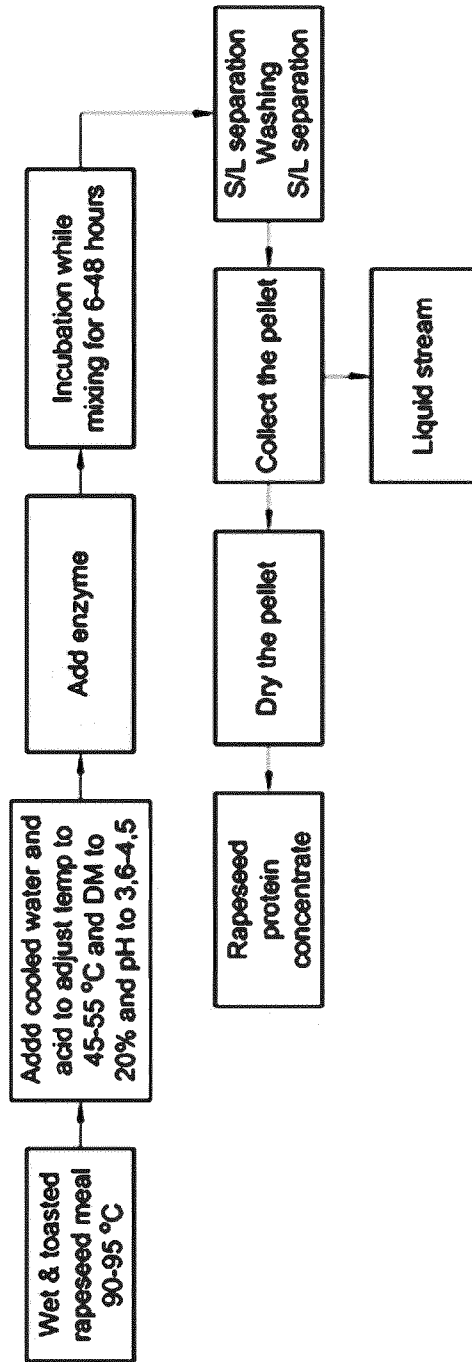 Wet & toasted
rapeseed meal
90-95 ºC
Addd cooled water and
acid to adjust temp to
45-55 ºC and DM to
20% and pH to 3,6-4,5
Add enzyme
Incubation while
mixing for 6-48 hours
S/L separation
Washing
S/L separation
Collect the pellet
Liquid stream
Dry the pellet
Rapeseed
protein
concentrate